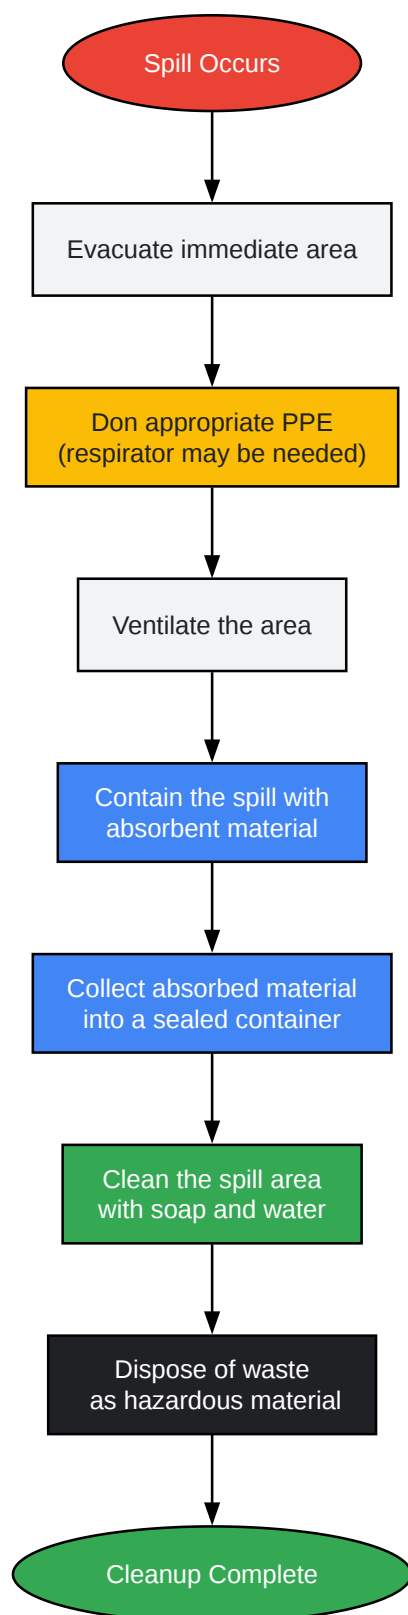 Spill Occurs
Evacuate immediate area
Don appropriate PPE
(respirator may be needed)
Ventilate the area
Contain the spill with
absorbent material
Collect absorbed material
into a sealed container
Clean the spill area
with soap and water
Dispose of waste
as hazardous material
Cleanup Complete